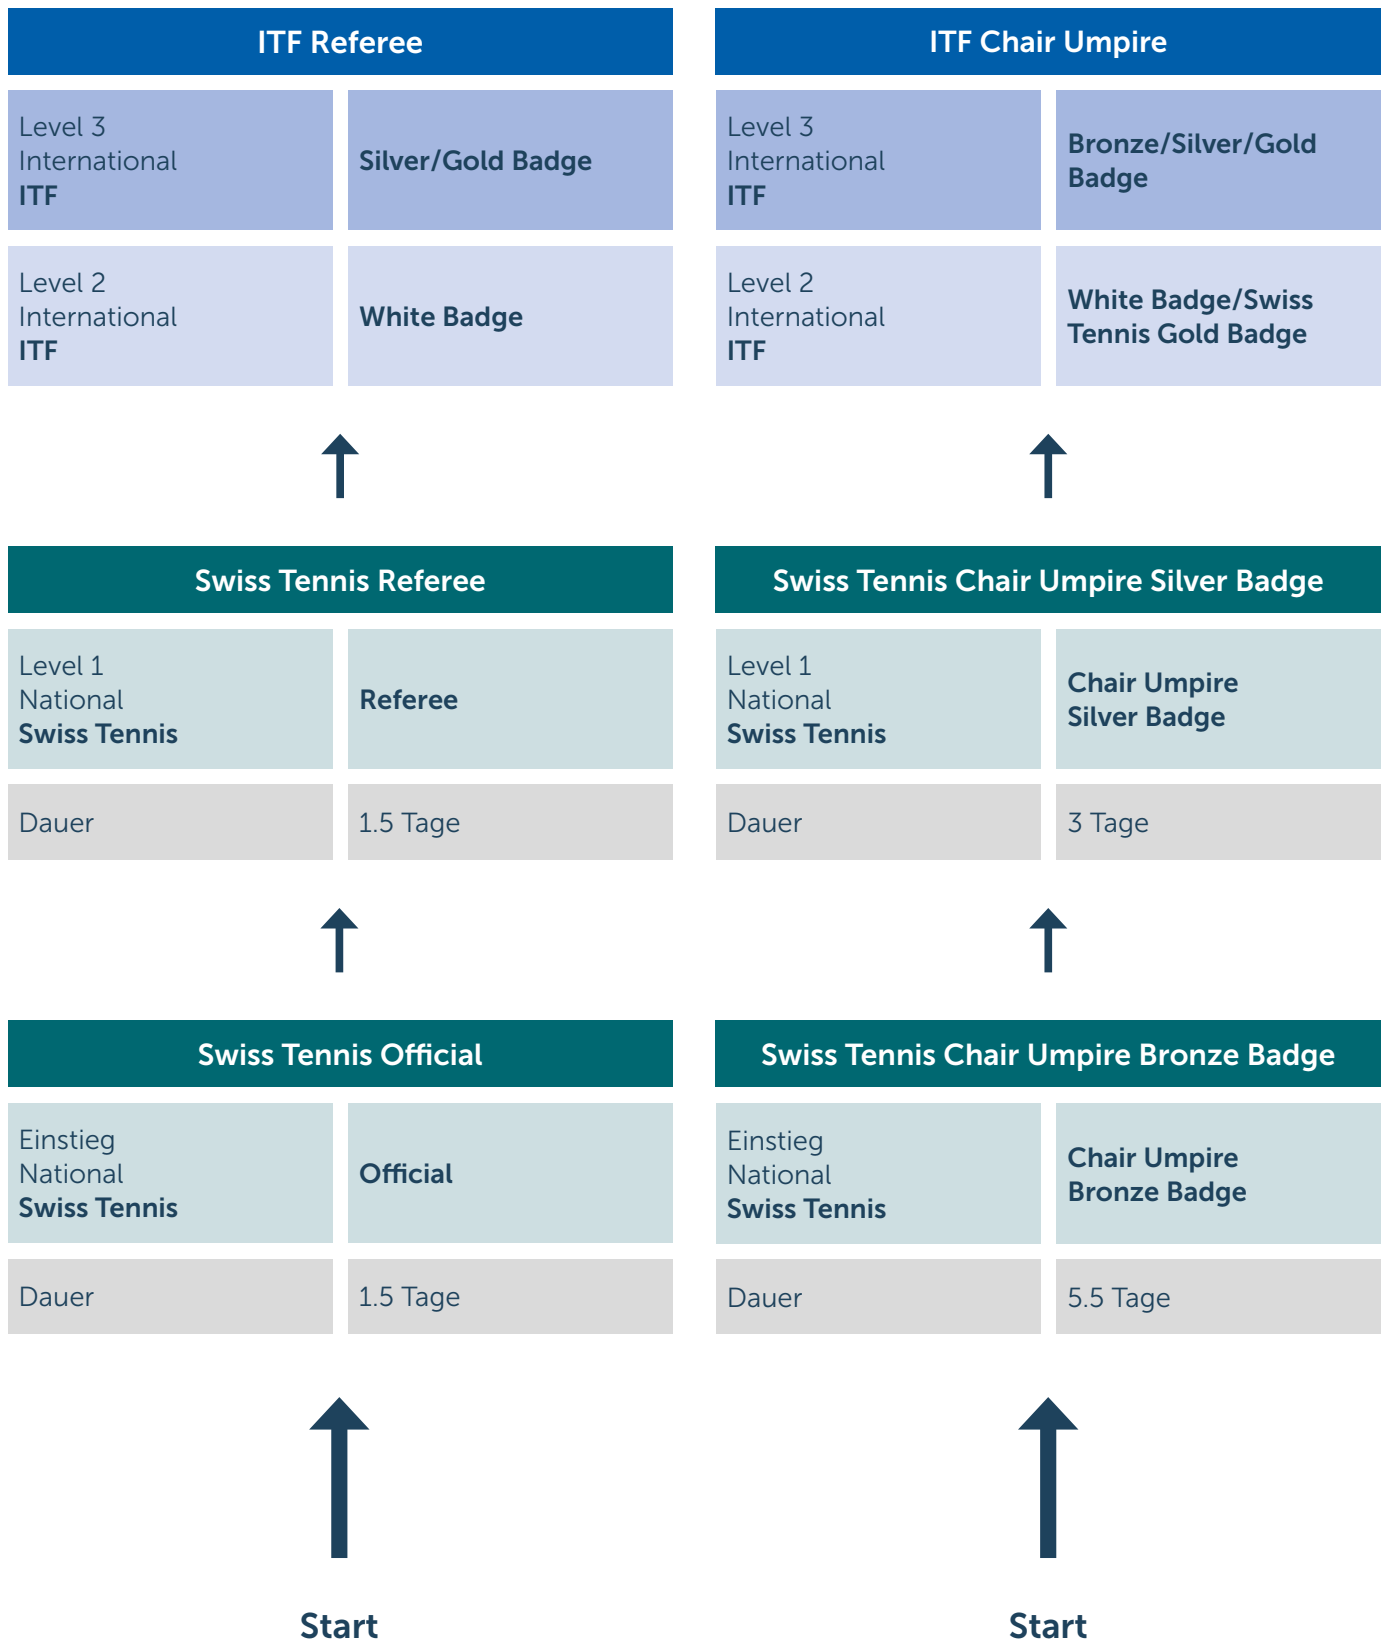 ITF Referee
Level 3
International
ITF
Silver/Gold Badge
Level 2
International
ITF
White Badge
Swiss Tennis Referee
Level 1
National
Swiss Tennis
Referee
Dauer
1.5 Tage
Swiss Tennis Official
Einstieg
National
Swiss Tennis
Official
Dauer
1.5 Tage
Start
ITF Chair Umpire
Level 3
International
ITF
Bronze/Silver/Gold
Badge
Level 2
International
ITF
White Badge/Swiss
Tennis Gold Badge
Swiss Tennis Chair Umpire Silver Badge
Level 1
National
Swiss Tennis
Chair Umpire
Silver Badge
Dauer
3 Tage
Swiss Tennis Chair Umpire Bronze Badge
Einstieg
National
Swiss Tennis
Chair Umpire
Bronze Badge
Dauer
5.5 Tage
Start